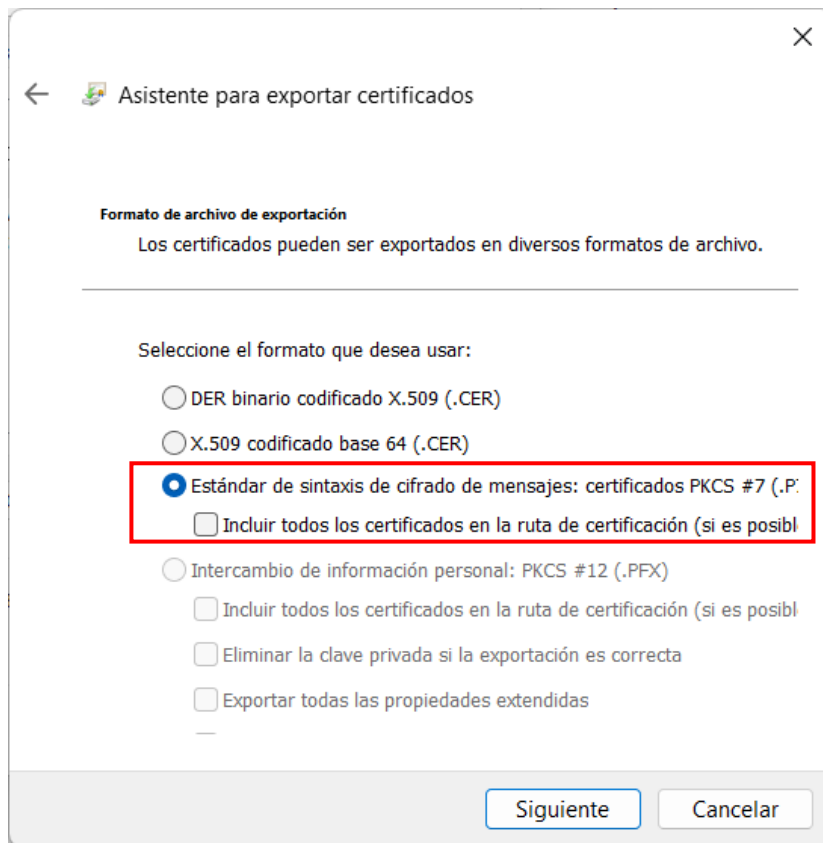 Asistente para exportar certificados
Formato de archivo de exportación
Los certificados pueden ser exportados en diversos formatos de archivo.
Seleccione el formato que desea usar:
DER binario codificado X.509 (.CER)
X.509 codificado base 64 (.CER)
Estándar de sintaxis de cifrado de mensajes: certificados PKCS #7 (.P
Incluir todos los certificados en la ruta de certificación (si es posibl
Intercambio de información personal: PKCS #12 (.PFX)
Incluir todos los certificados en la ruta de certificación (si es posibl
Eliminar la clave privada si la exportación es correcta
Exportar todas las propiedades extendidas
Siguiente
Cancelar